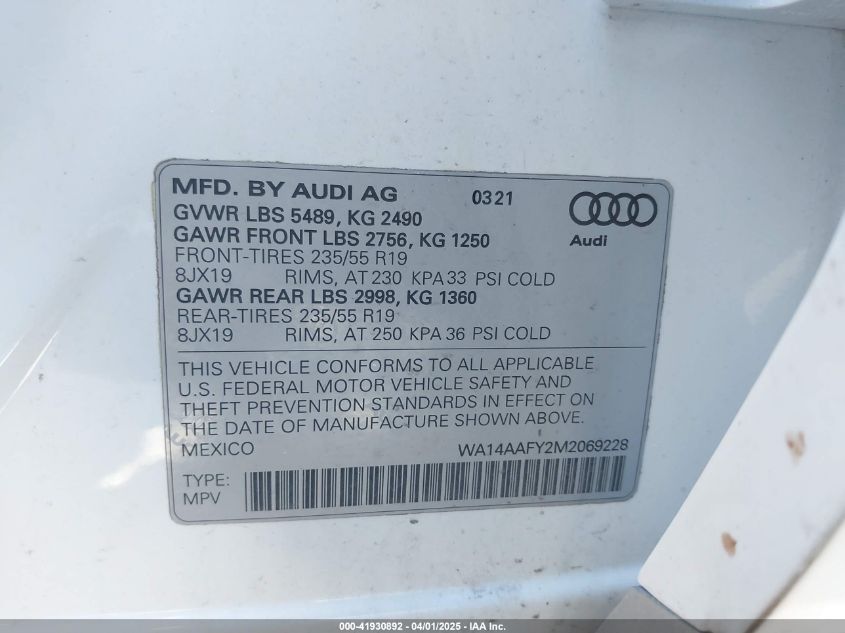 MFD. BY AUDI AG 0321
GVWR LBS 5489, KG 2490
GAWR FRONT LBS 2756, KG 1250
Audi
FRONT-TIRES 235/55 R19
8JX19 RIMS, AT 230 KPA 33 PSI COLD
GAWR REAR LBS 2998, KG 1360
REAR-TIRES 235/55 R19
8JX19 RIMS, AT 250 KPA 36 PSI COLD
THIS VEHICLE CONFORMS TO ALL APPLICABLE
U.S. FEDERAL MOTOR VEHICLE SAFETY AND
THEFT PREVENTION STANDARDS IN EFFECT ON
THE DATE OF MANUFACTURE SHOWN ABOVE.
MEXICO WA14AAFY2M2069228
TYPE:
MPV
000-41930892 - 04/01/2025 - IAA Inc.